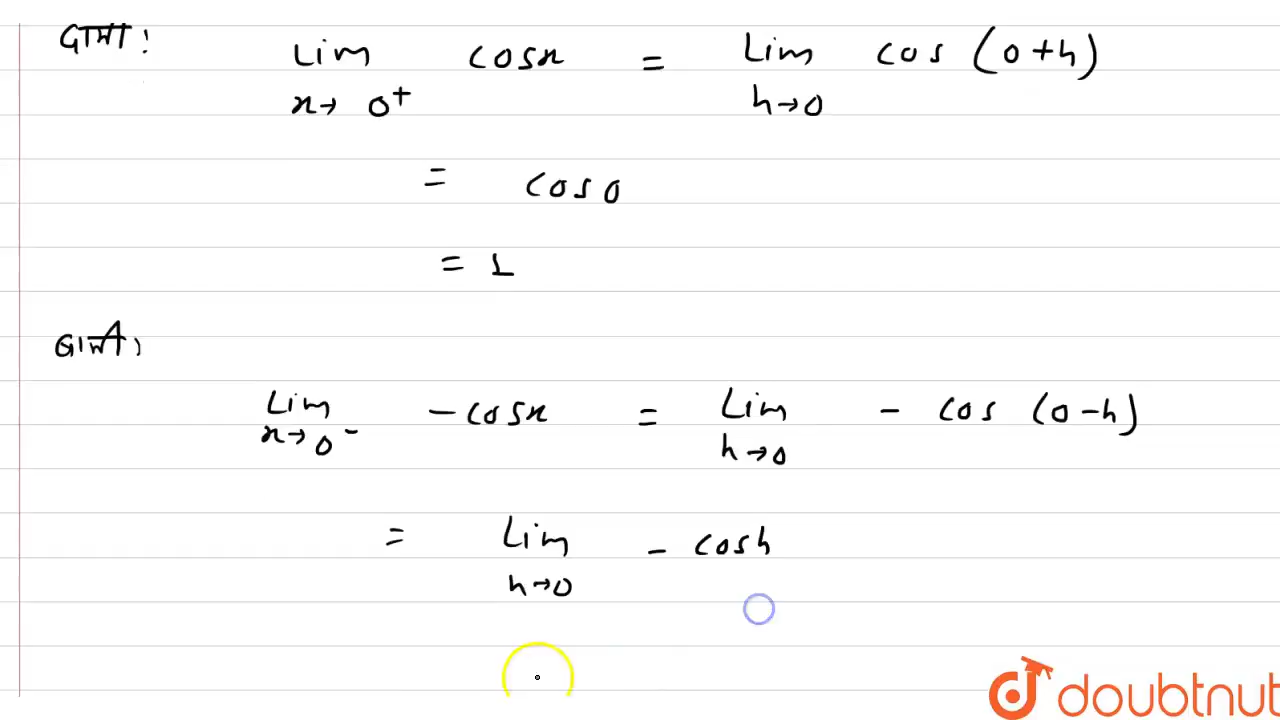 Lim cosx = Lim cos (0+h)
x→ 0+ h→0
= cos 0
= 1
Lim - cosx = Lim - cos (0-h)
x→0- h→0
= Lim - cosh
h→0
doubtnut